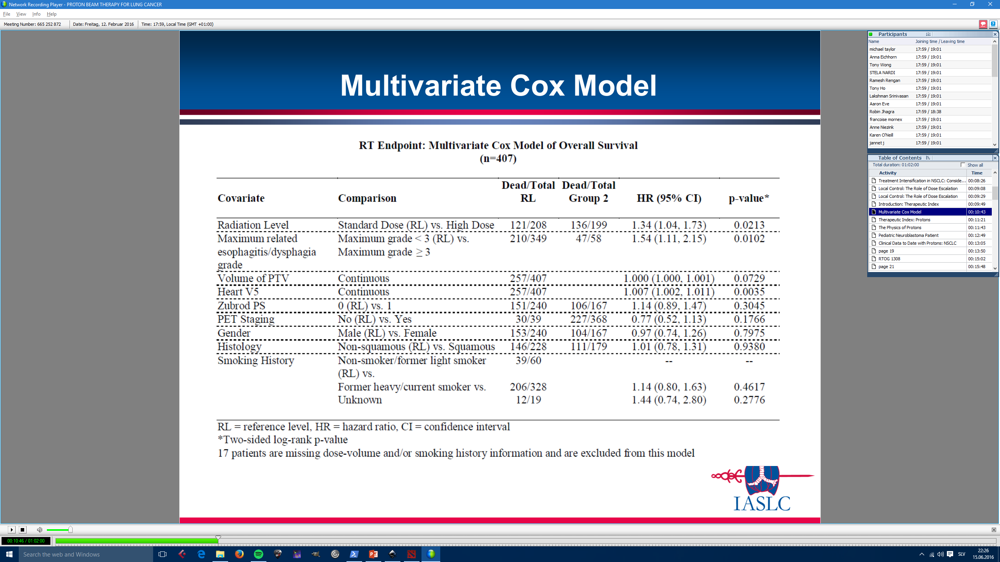 Network Recording Player - PROTON BEAM THERAPY FOR LUNG CANCER
File View Info Help
Meeting Number: 665 252 872 Date: Freitag, 12. Februar 2016 Time: 17:59, Local Time (GMT +01:00)
Multivariate Cox Model
RT Endpoint: Multivariate Cox Model of Overall Survival
(n=407)
Dead/Total Dead/Total
Covariate Comparison RL Group 2 HR (95% CI) p-value*
Radiation Level Standard Dose (RL) vs. High Dose 121/208 136/199 1.34 (1.04, 1.73) 0.0213
Maximum related Maximum grade < 3 (RL) vs. 210/349 47/58 1.54 (1.11, 2.15) 0.0102
esophagitis/dysphagia Maximum grade ≥ 3
grade
Volume of PTV Continuous 257/407 1.000 (1.000, 1.001) 0.0729
Heart V5 Continuous 257/407 1.007 (1.002, 1.011) 0.0035
Zubrod PS 0 (RL) vs. 1 151/240 106/167 1.14 (0.89, 1.47) 0.3045
PET Staging No (RL) vs. Yes 30/39 227/368 0.77 (0.52, 1.13) 0.1766
Gender Male (RL) vs. Female 153/240 104/167 0.97 (0.74, 1.26) 0.7975
Histology Non-squamous (RL) vs. Squamous 146/228 111/179 1.01 (0.78, 1.31) 0.9380
Smoking History Non-smoker/former light smoker 39/60 -- --
(RL) vs.
Former heavy/current smoker vs. 206/328 1.14 (0.80, 1.63) 0.4617
Unknown 12/19 1.44 (0.74, 2.80) 0.2776
RL = reference level, HR = hazard ratio, CI = confidence interval
*Two-sided log-rank p-value
17 patients are missing dose-volume and/or smoking history information and are excluded from this model
IASLC
Participants
Name Joining time / Leaving time
michael taylor 17:59 / 19:01
Anna Eichhorn 17:59 / 19:01
Tony Wong 17:59 / 19:01
STELA NARDI 17:59 / 19:01
Ramesh Rengan 17:59 / 19:01
Tony Ho 17:59 / 19:01
Lakshman Srinivasan 17:59 / 19:01
Aaron Eve 17:59 / 19:01
Robin Jhagra 17:59 / 18:38
francoise mornex 17:59 / 19:01
Anne Niezink 17:59 / 19:01
Karen O'Neill 17:59 / 19:01
jannet j 17:59 / 19:01
Table of Contents
Total duration: 01:02:00 Show all
Activity Time
Treatment Intensification in NSCLC: Conside... 00:08:26
Local Control: The Role of Dose Escalation 00:09:08
Local Control: The Role of Dose Escalation 00:09:29
Introduction: Therapeutic Index 00:09:49
Multivariate Cox Model 00:10:43
Therapeutic Index: Protons 00:11:21
The Physics of Protons 00:11:43
Pediatric Neuroblastoma Patient 00:12:49
Clinical Data to Date with Protons: NSCLC 00:13:05
page 19 00:13:50
RTOG 1308 00:15:02
page 21 00:15:48
00:10:46 / 01:02:00
Search the web and Windows
SLV
22:26
15.06.2016